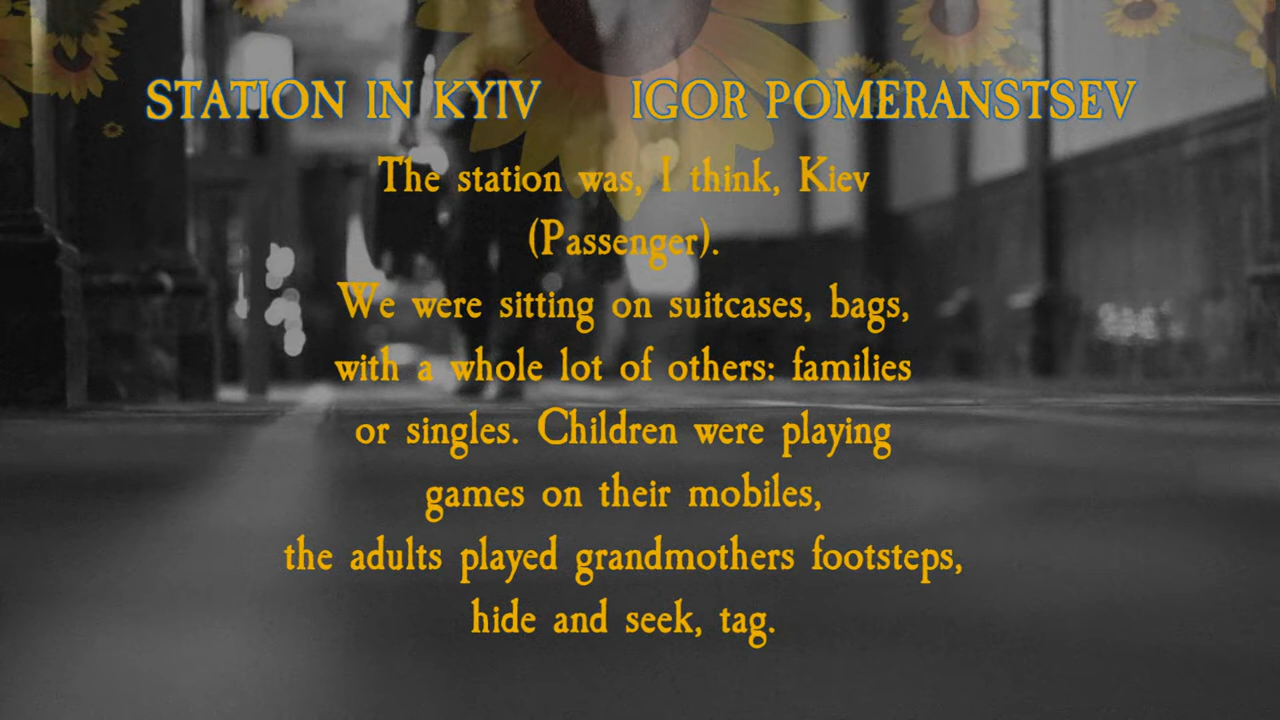 STATION IN KYIV IGOR POMERANSTSEV
The station was, I think, Kiev
(Passenger).
We were sitting on suitcases, bags,
with a whole lot of others: families
or singles. Children were playing
games on their mobiles,
the adults played grandmothers footsteps,
hide and seek, tag.